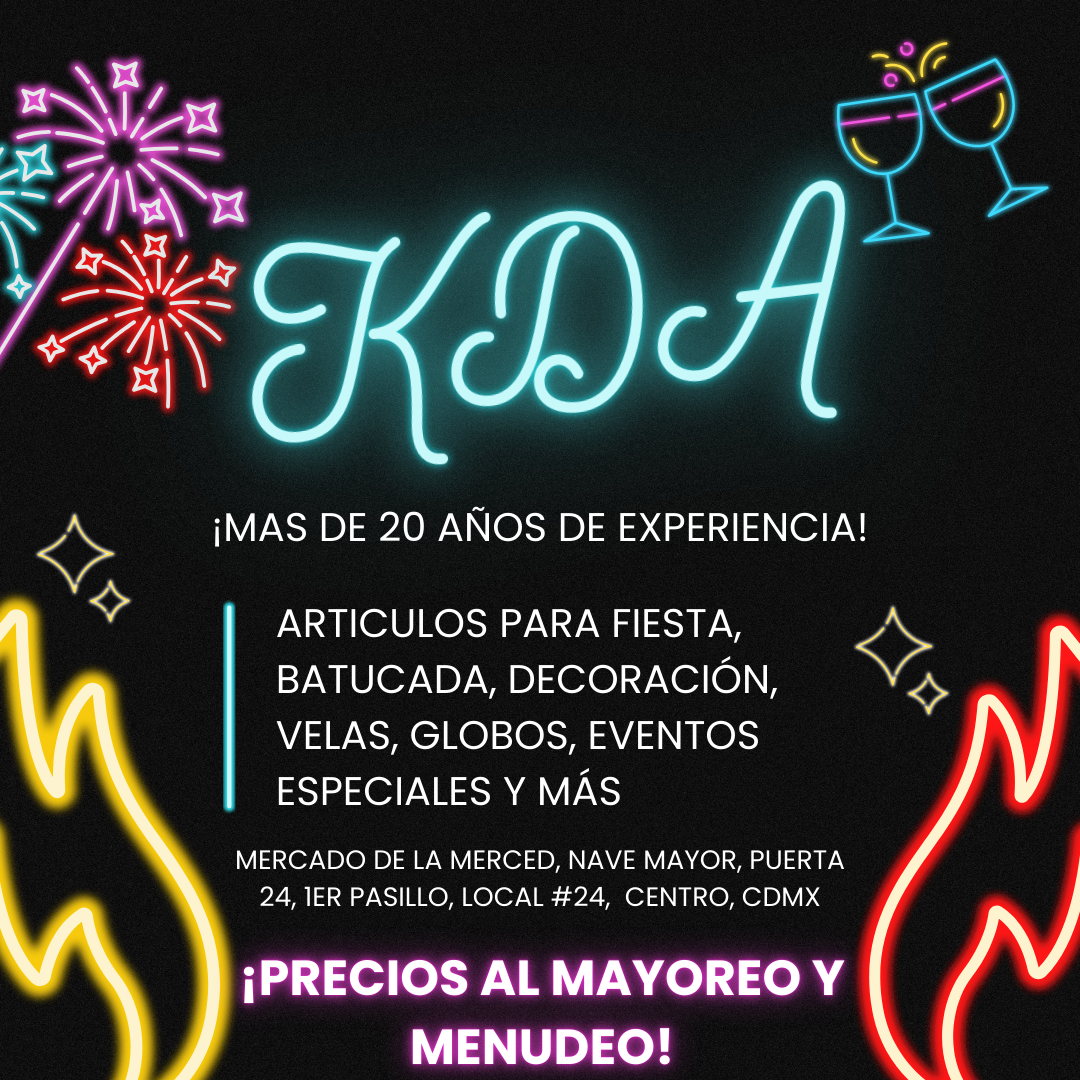 KDA
¡MAS DE 20 AÑOS DE EXPERIENCIA!
ARTICULOS PARA FIESTA,
BATUCADA, DECORACIÓN,
VELAS, GLOBOS, EVENTOS
ESPECIALES Y MÁS
MERCADO DE LA MERCED, NAVE MAYOR, PUERTA
24, 1ER PASILLO, LOCAL #24, CENTRO, CDMX
¡PRECIOS AL MAYOREO Y
MENUDEO!